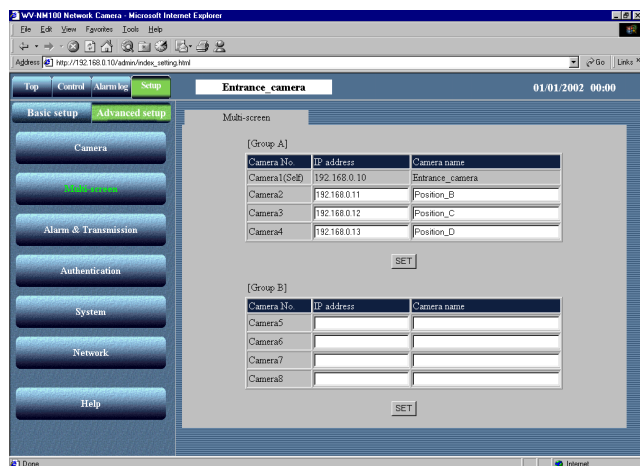 WV-NM100 Network Camera - Microsoft Internet Explorer
File Edit View Favorites Tools Help
Address http://192.168.0.10/admin/index_setting.html Go Links
Top Control Alarm log Setup Entrance_camera 01/01/2002 00:00
Basic setup Advanced setup
Multi-screen
Camera
Multi-screen
Alarm & Transmission
Authentication
System
Network
Help
[Group A]
Camera No. IP address Camera name
Camera1(Self) 192.168.0.10 Entrance_camera
Camera2 192.168.0.11 Position_B
Camera3 192.168.0.12 Position_C
Camera4 192.168.0.13 Position_D
SET
[Group B]
Camera No. IP address Camera name
Camera5
Camera6
Camera7
Camera8
SET
Done Internet